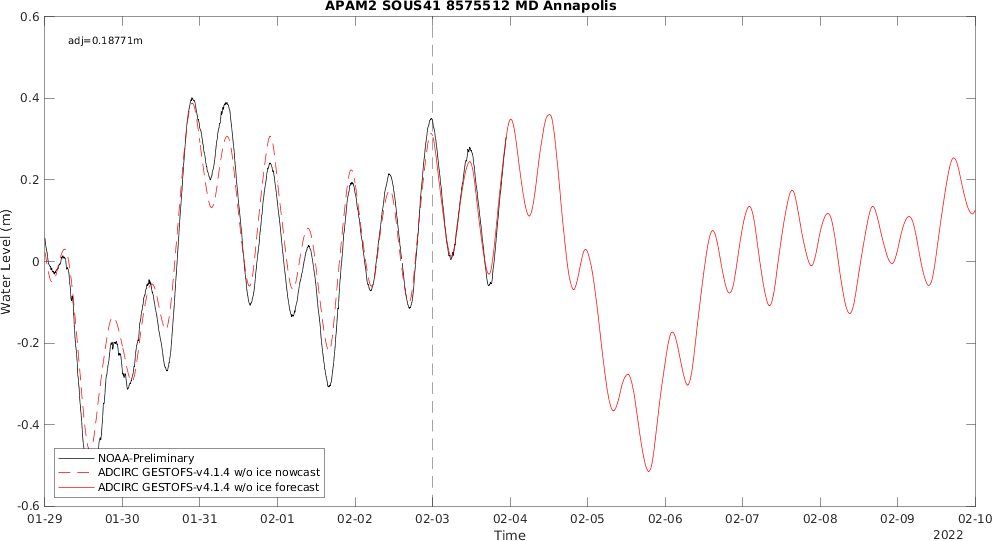 APAM2 SOUS41 8575512 MD Annapolis
adj=0.18771m
0.6
0.4
0.2
0
-0.2
-0.4
-0.6
Water Level (m)
NOAA-Preliminary
ADCIRC GESTOFS-v4.1.4 w/o ice nowcast
ADCIRC GESTOFS-v4.1.4 w/o ice forecast
01-29 01-30 01-31 02-01 02-02 02-03 02-04 02-05 02-06 02-07 02-08 02-09 02-10
Time
2022